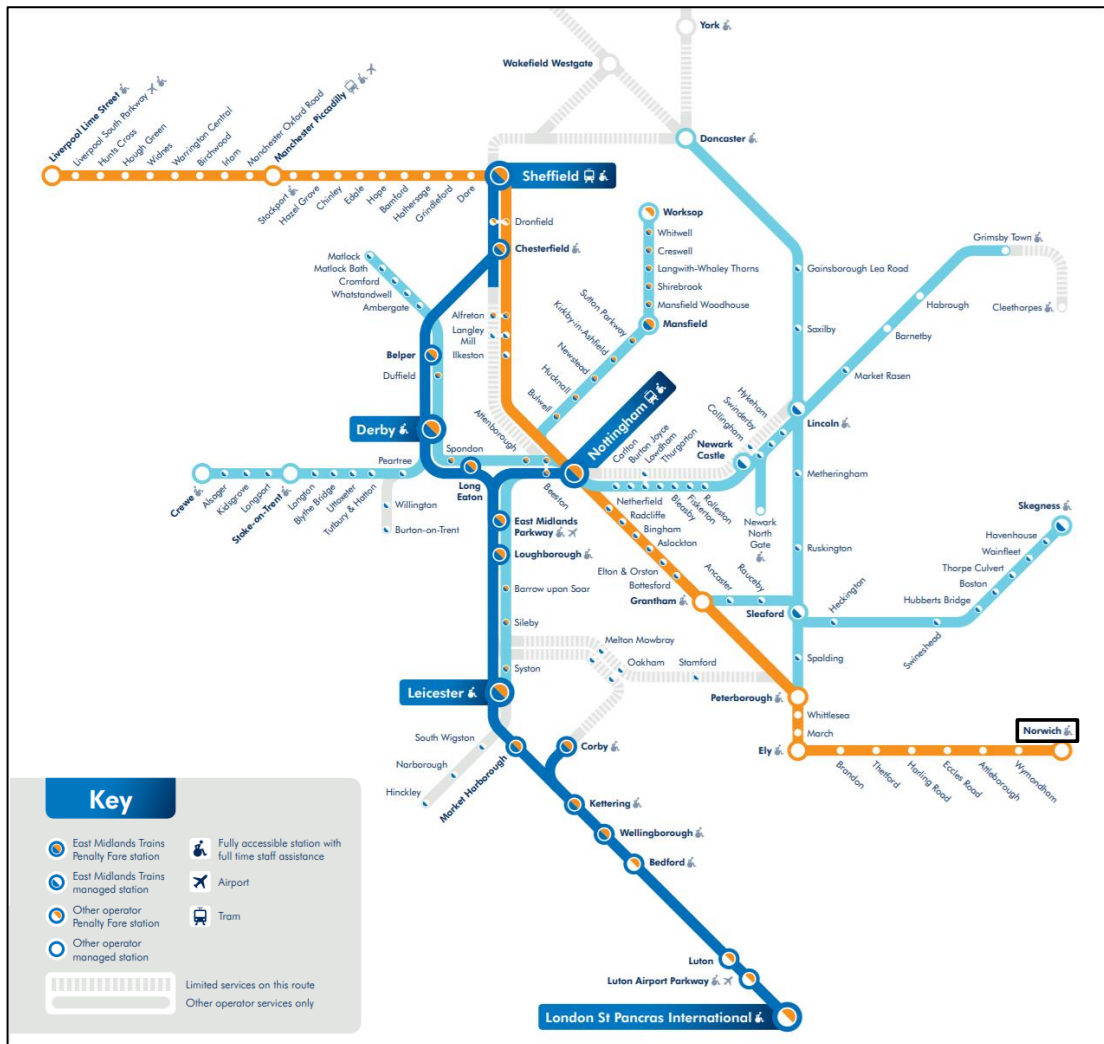 York
Wakefield Westgate
Doncaster
Liverpool Lime Street
Liverpool South Parkway
Hunts Cross
Hough Green
Widnes
Warrington Central
Birchwood
Irlam
Manchester Oxford Road
Manchester Piccadilly
Stockport
Hazel Grove
Chinley
Edale
Hope
Bamford
Hathersage
Grindleford
Dore
Sheffield
Dronfield
Chesterfield
Worksop
Whitwell
Creswell
Langwith-Whaley Thorns
Shirebrook
Mansfield Woodhouse
Mansfield
Sutton Parkway
Kirkby-in-Ashfield
Newstead
Hucknall
Bulwell
Matlock
Matlock Bath
Cromford
Whatstandwell
Ambergate
Alfreton
Langley
Mill
Ilkeston
Belper
Duffield
Derby
Gainsborough Lea Road
Saxilby
Grimsby Town
Cleethorpes
Habrough
Barnetby
Market Rasen
Lincoln
Hykeham
Swinderby
Collingham
Newark
Castle
Nottingham
Attenborough
Spondon
Long
Eaton
Beeston
Carlton
Burton Joyce
Lowdham
Thurgarton
Bleasby
Fiskerton
Rolleston
Newark
North
Gate
Metheringham
Ruskington
Peartree
Crewe
Alsager
Kidsgrove
Longport
Stoke-on-Trent
Longton
Blythe Bridge
Uttoxeter
Tutbury & Hatton
Willington
Burton-on-Trent
East Midlands
Parkway
Loughborough
Barrow upon Soar
Sileby
Syston
Leicester
Netherfield
Radcliffe
Bingham
Aslockton
Elton & Orston
Bottesford
Grantham
Ancaster
Rauceby
Sleaford
Heckington
Swineshead
Hubberts Bridge
Boston
Thorpe Culvert
Wainfleet
Havenhouse
Skegness
Spalding
Melton Mowbray
Oakham
Stamford
Peterborough
Whittlesea
March
Ely
Brandon
Thetford
Harling Road
Eccles Road
Attleborough
Wymondham
Norwich
South Wigston
Narborough
Hinckley
Market Harborough
Corby
Kettering
Wellingborough
Bedford
Luton
Luton Airport Parkway
London St Pancras International
Key
East Midlands Trains
Penalty Fare station
East Midlands Trains
managed station
Other operator
Penalty Fare station
Other operator
managed station
Fully accessible station with
full time staff assistance
Airport
Tram
Limited services on this route
Other operator services only